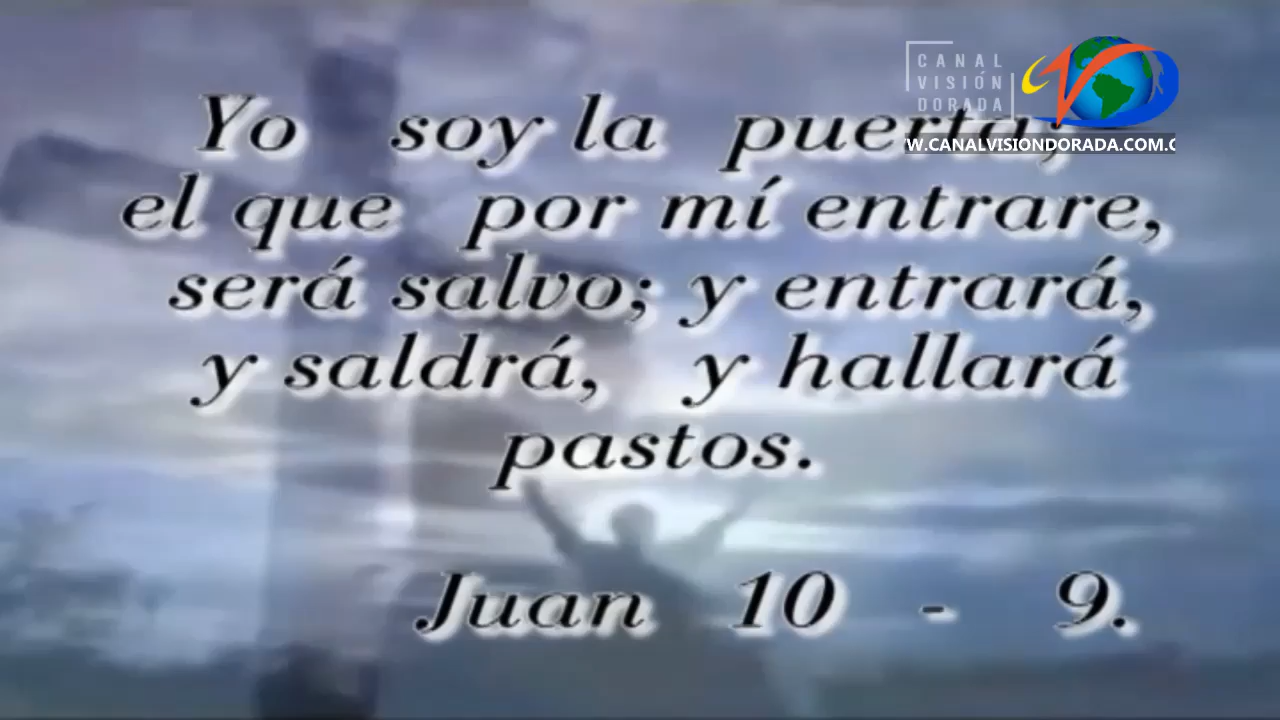 CANAL
VISIÓN
DORADA
W.CANALVISIONDORADA.COM.C
Yo soy la puerta;
el que por mí entrare,
será salvo; y entrará,
y saldrá, y hallará
pastos.
Juan 10 - 9.